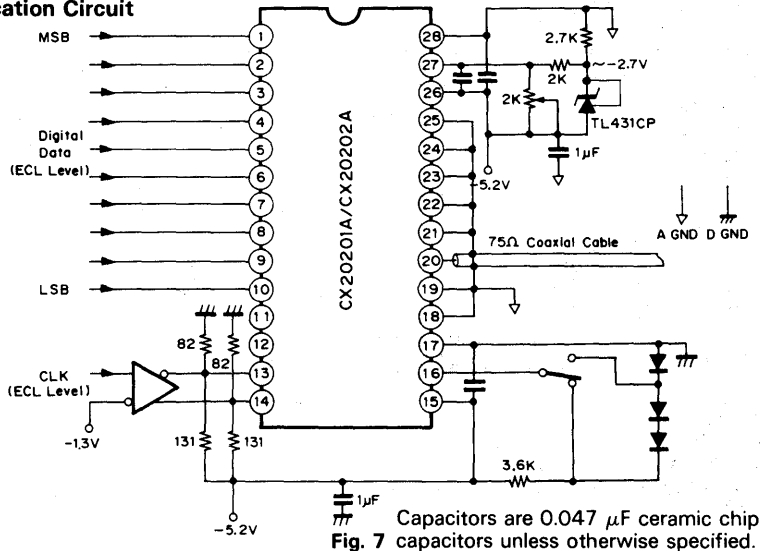 cation Circuit
MSB
Digital
Data
(ECL Level)
LSB
CLK
(ECL Level)
-1.3V
82
82
131
131
-5.2V
1μF
1
2
3
4
5
6
7
8
9
10
11
12
13
14
CX20201A/CX20202A
28
27
26
25
24
23
22
21
20
19
18
17
16
15
2.7K
2K
~-2.7V
2K
TL431CP
1μF
-5.2V
A GND D GND
75Ω Coaxial Cable
3.6K
Capacitors are 0.047 μF ceramic chip
Fig. 7 capacitors unless otherwise specified.